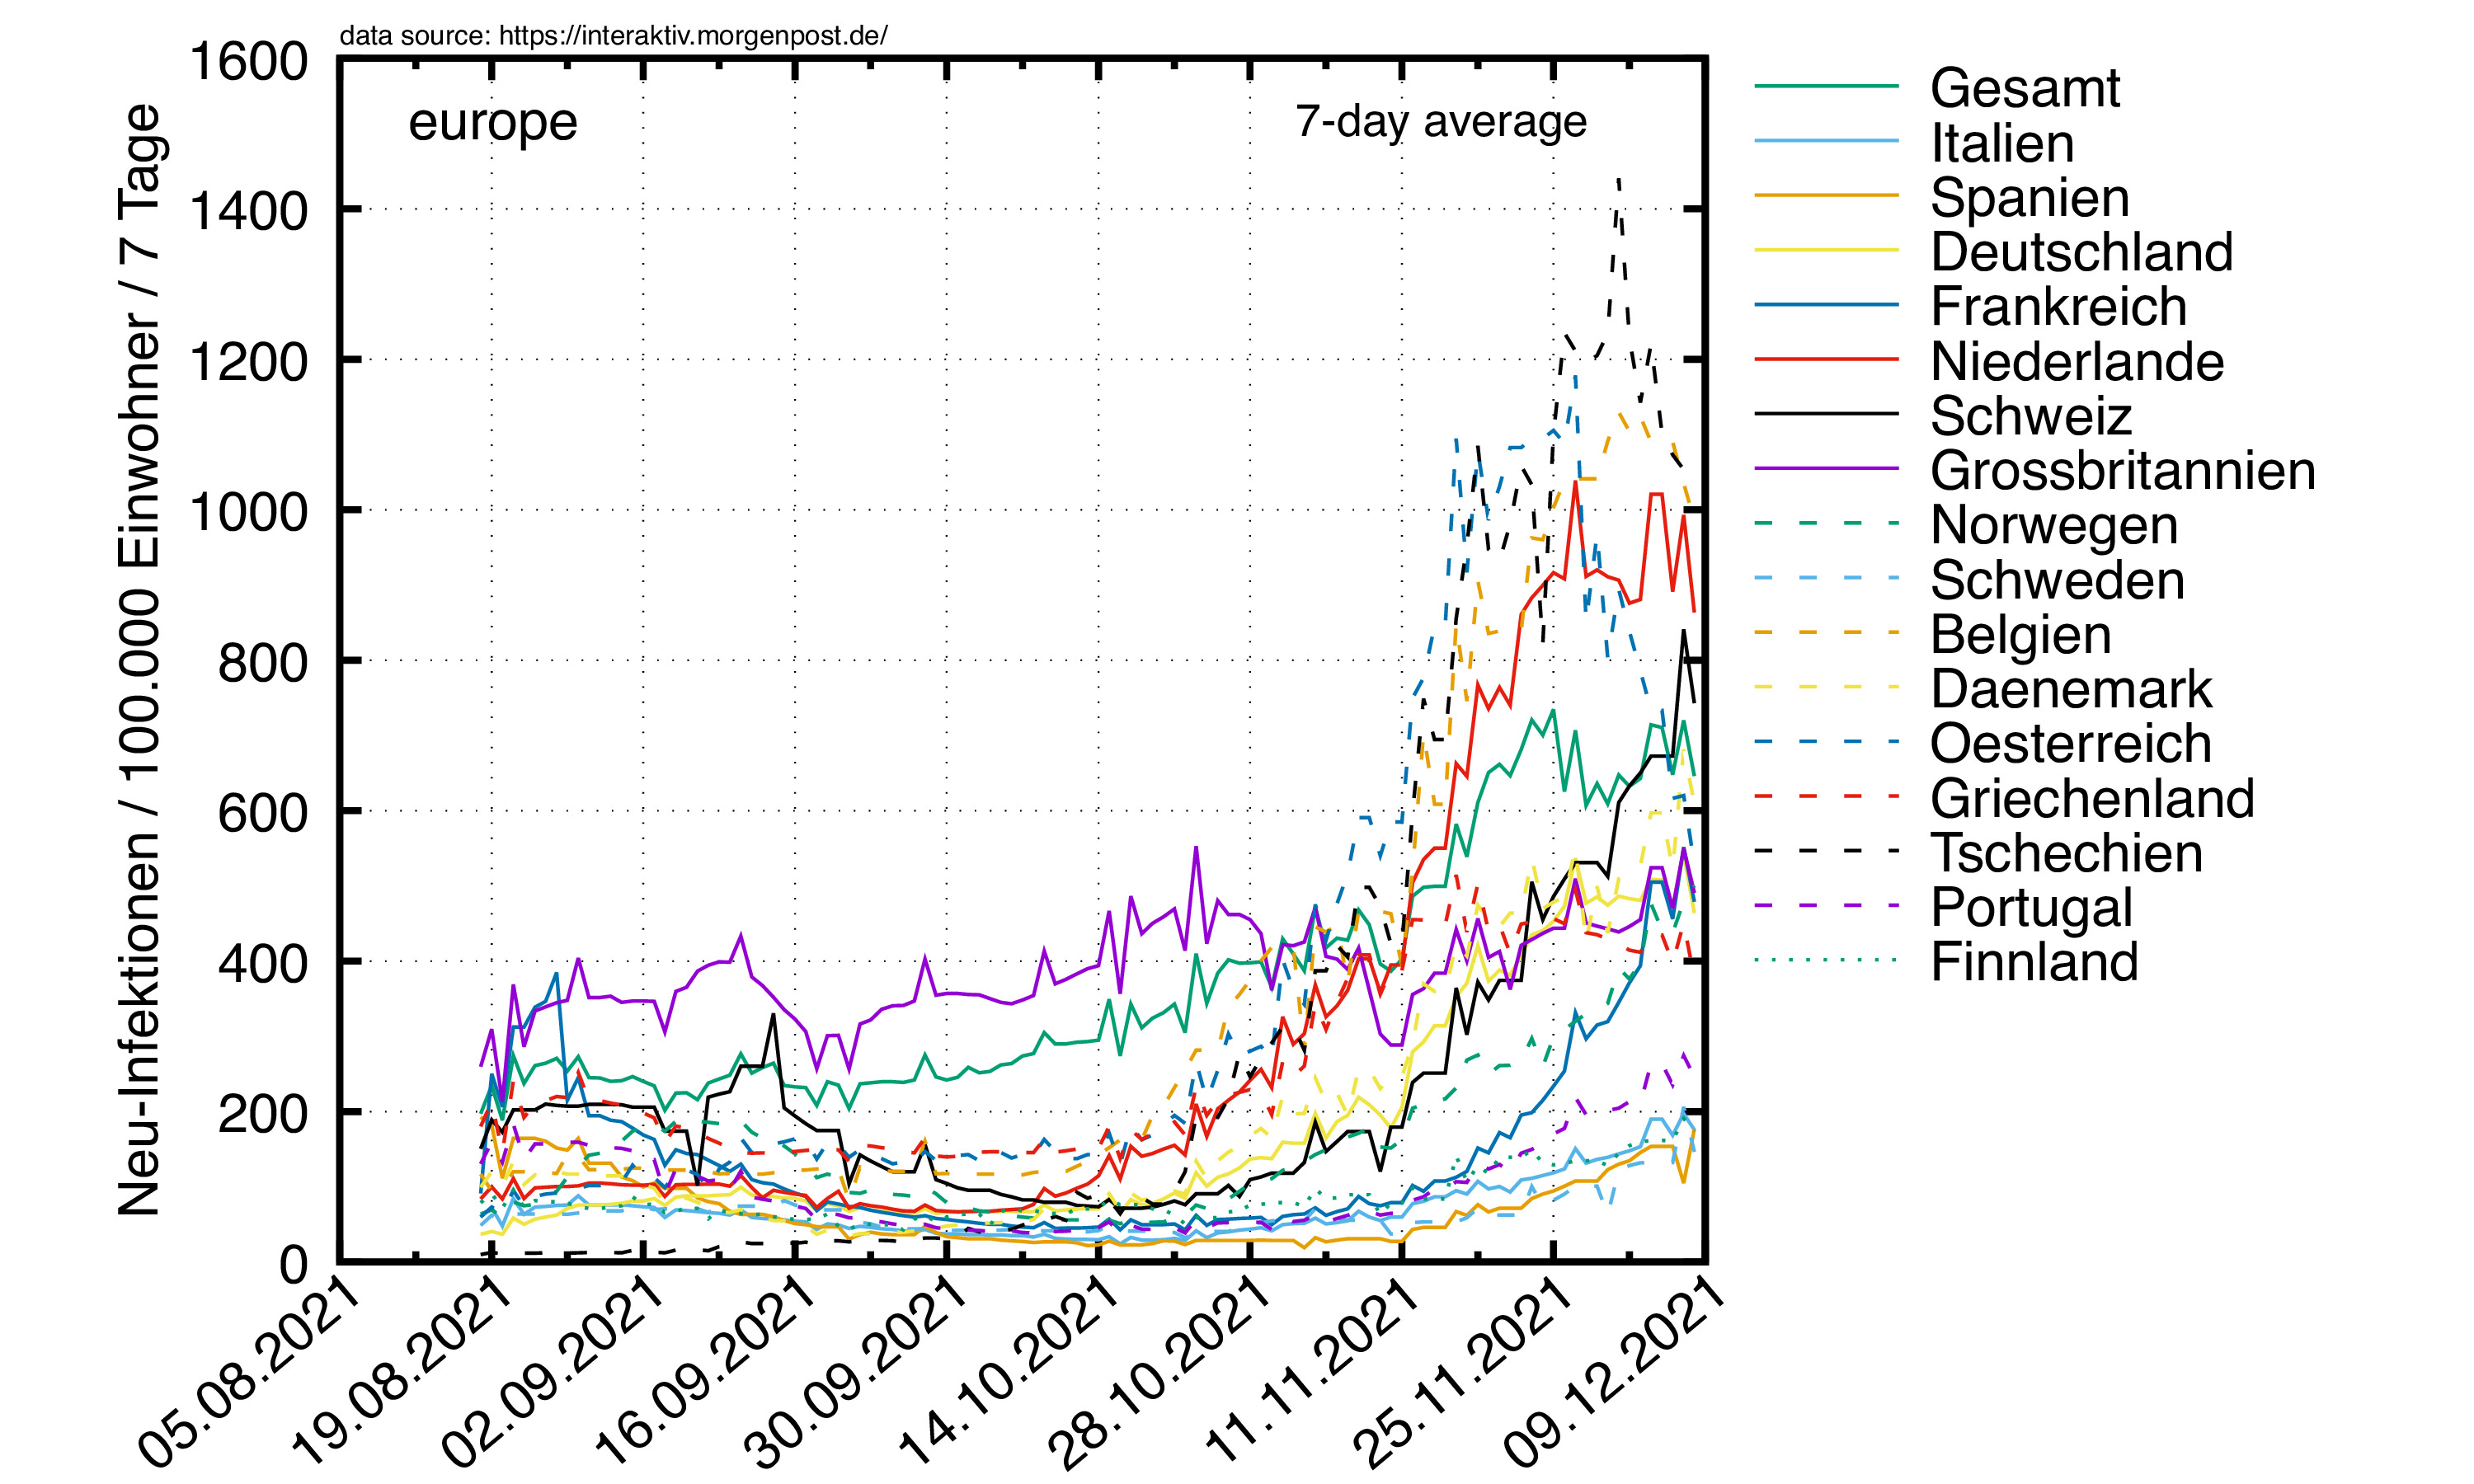 data source: https://interaktiv.morgenpost.de/
europe
7-day average
Neu-Infektionen / 100.000 Einwohner / 7 Tage
1600
1400
1200
1000
800
600
400
200
0
05.08.2021
19.08.2021
02.09.2021
16.09.2021
30.09.2021
14.10.2021
28.10.2021
11.11.2021
25.11.2021
09.12.2021
Gesamt
Italien
Spanien
Deutschland
Frankreich
Niederlande
Schweiz
Grossbritannien
Norwegen
Schweden
Belgien
Daenemark
Oesterreich
Griechenland
Tschechien
Portugal
Finnland